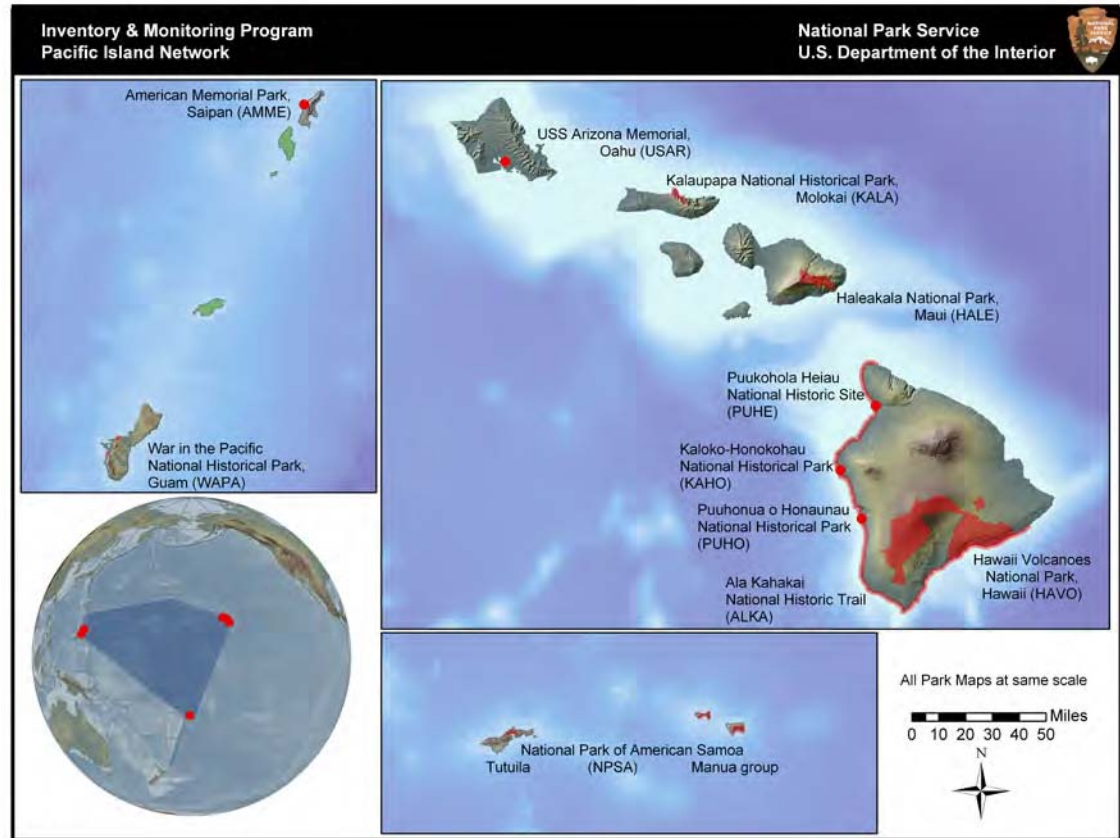 Inventory & Monitoring Program
Pacific Island Network
National Park Service
U.S. Department of the Interior
NATIONAL
PARK
SERVICE
American Memorial Park,
Saipan (AMME)
War in the Pacific
National Historical Park,
Guam (WAPA)
USS Arizona Memorial,
Oahu (USAR)
Kalaupapa National Historical Park,
Molokai (KALA)
Haleakala National Park,
Maui (HALE)
Puukohola Heiau
National Historic Site
(PUHE)
Kaloko-Honokohau
National Historical Park
(KAHO)
Puuhonua o Honaunau
National Historical Park
(PUHO)
Ala Kahakai
National Historic Trail
(ALKA)
Hawaii Volcanoes
National Park,
Hawaii (HAVO)
National Park of American Samoa
Tutuila (NPSA) Manua group
All Park Maps at same scale
Miles
0 5 10 20 30 40 50
N